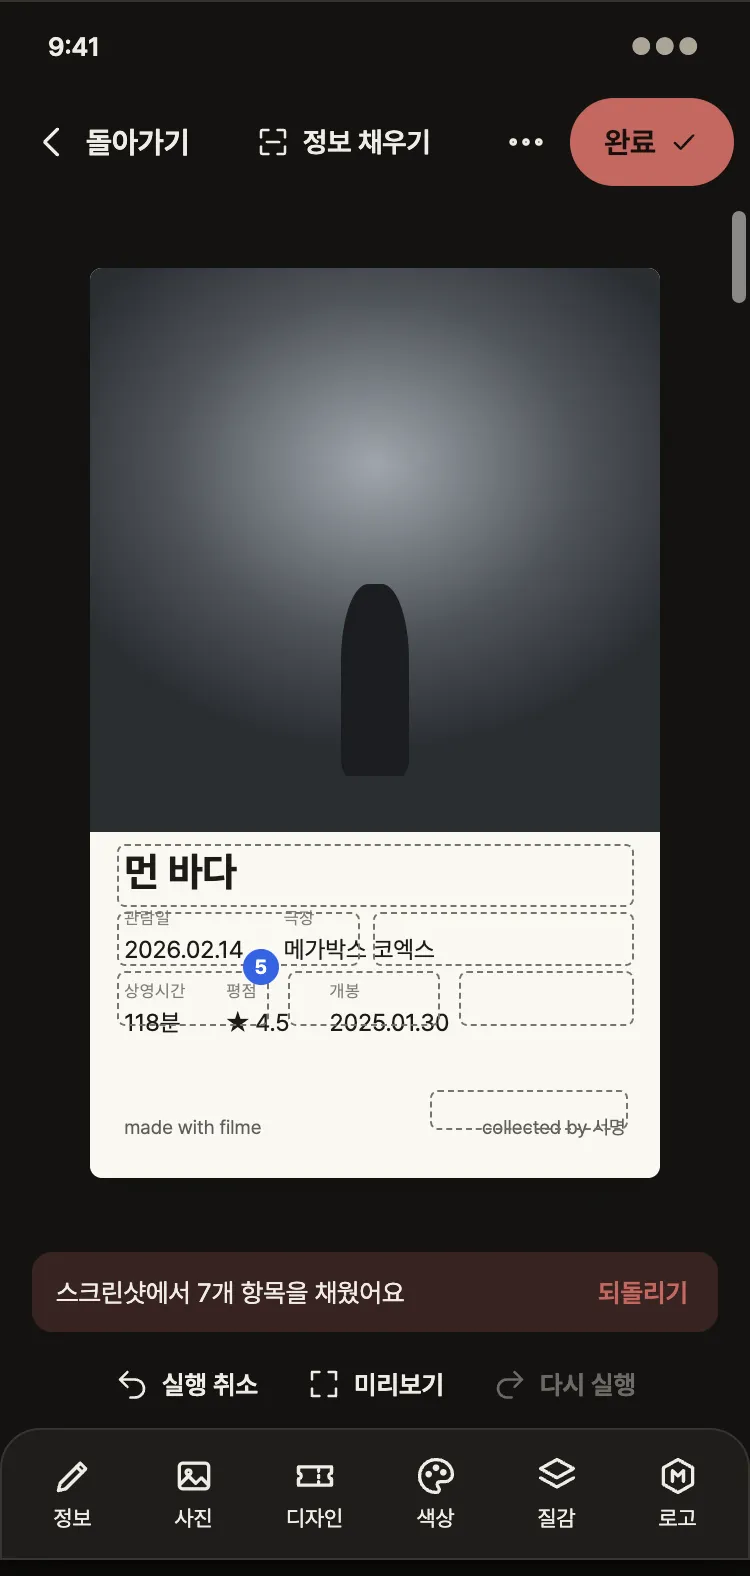 9:41
돌아가기 정보 채우기 완료
먼 바다
관람일 극장
2026.02.14 메가박스 코엑스
5
상영시간 평점 개봉
118분 ★ 4.5 2025.01.30
made with filme collected by 서명
스크린샷에서 7개 항목을 채웠어요 되돌리기
실행 취소 미리보기 다시 실행
정보 사진 디자인 색상 질감 로고